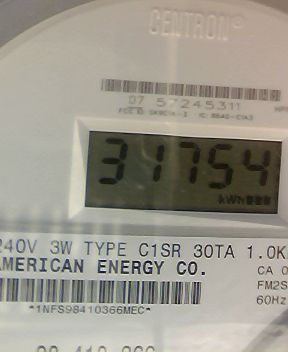 CENTRON®
07 57245311
31754
kWh
240V 3W TYPE C1SR 30TA 1.0K
AMERICAN ENERGY CO.
CA
FM2S
60Hz
*1NFS98410366MEC*